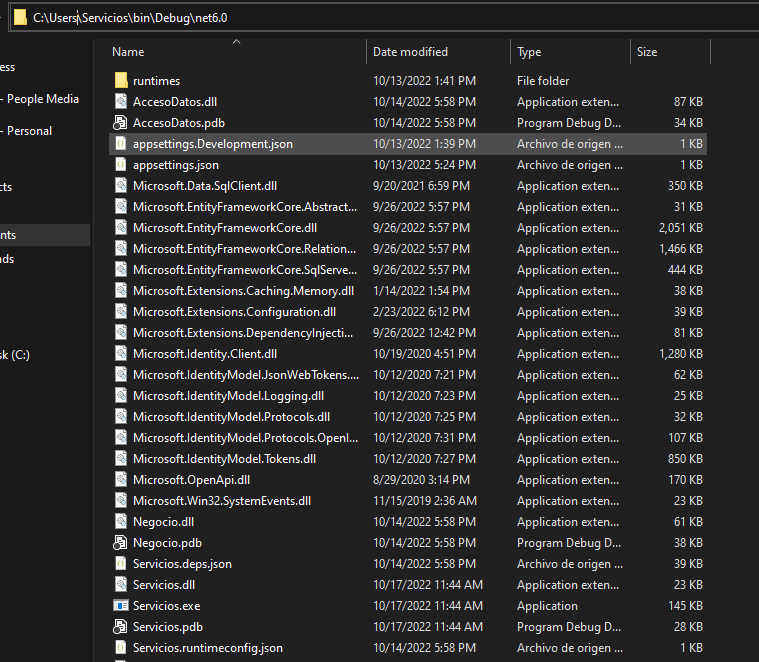 C:\Users\Servicios\bin\Debug\net6.0
Name Date modified Type Size
ess
- People Media
- Personal
cts
nts
ds
sk (C:)
runtimes 10/13/2022 1:41 PM File folder
AccesoDatos.dll 10/14/2022 5:58 PM Application exten... 87 KB
AccesoDatos.pdb 10/14/2022 5:58 PM Program Debug D... 34 KB
appsettings.Development.json 10/13/2022 1:39 PM Archivo de origen ... 1 KB
appsettings.json 10/13/2022 5:24 PM Archivo de origen ... 1 KB
Microsoft.Data.SqlClient.dll 9/20/2021 6:59 PM Application exten... 350 KB
Microsoft.EntityFrameworkCore.Abstract... 9/26/2022 5:57 PM Application exten... 31 KB
Microsoft.EntityFrameworkCore.dll 9/26/2022 5:57 PM Application exten... 2,051 KB
Microsoft.EntityFrameworkCore.Relation... 9/26/2022 5:57 PM Application exten... 1,466 KB
Microsoft.EntityFrameworkCore.SqlServe... 9/26/2022 5:57 PM Application exten... 444 KB
Microsoft.Extensions.Caching.Memory.dll 1/14/2022 1:54 PM Application exten... 38 KB
Microsoft.Extensions.Configuration.dll 2/23/2022 6:12 PM Application exten... 39 KB
Microsoft.Extensions.DependencyInjecti... 9/26/2022 12:42 PM Application exten... 81 KB
Microsoft.Identity.Client.dll 10/19/2020 4:51 PM Application exten... 1,280 KB
Microsoft.IdentityModel.JsonWebTokens.... 10/12/2020 7:21 PM Application exten... 62 KB
Microsoft.IdentityModel.Logging.dll 10/12/2020 7:23 PM Application exten... 25 KB
Microsoft.IdentityModel.Protocols.dll 10/12/2020 7:25 PM Application exten... 32 KB
Microsoft.IdentityModel.Protocols.OpenI... 10/12/2020 7:31 PM Application exten... 107 KB
Microsoft.IdentityModel.Tokens.dll 10/12/2020 7:27 PM Application exten... 850 KB
Microsoft.OpenApi.dll 8/29/2020 3:14 PM Application exten... 170 KB
Microsoft.Win32.SystemEvents.dll 11/15/2019 2:36 AM Application exten... 23 KB
Negocio.dll 10/14/2022 5:58 PM Application exten... 61 KB
Negocio.pdb 10/14/2022 5:58 PM Program Debug D... 38 KB
Servicios.deps.json 10/14/2022 5:58 PM Archivo de origen ... 39 KB
Servicios.dll 10/17/2022 11:44 AM Application exten... 23 KB
Servicios.exe 10/17/2022 11:44 AM Application 145 KB
Servicios.pdb 10/17/2022 11:44 AM Program Debug D... 28 KB
Servicios.runtimeconfig.json 10/14/2022 5:58 PM Archivo de origen ... 1 KB